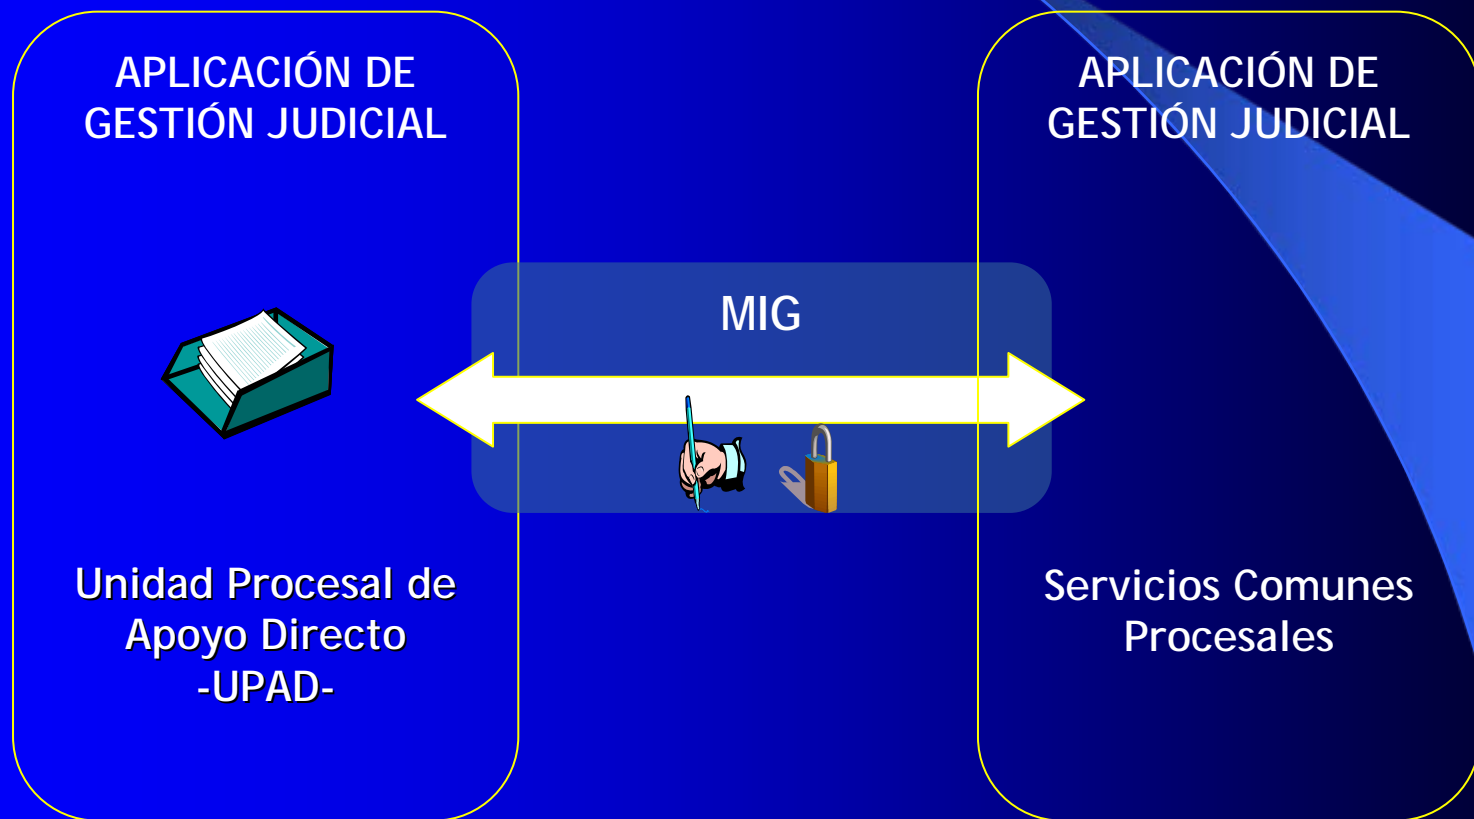 APLICACIÓN DE
GESTIÓN JUDICIAL
Unidad Procesal de
Apoyo Directo
-UPAD-
MIG
APLICACIÓN DE
GESTIÓN JUDICIAL
Servicios Comunes
Procesales